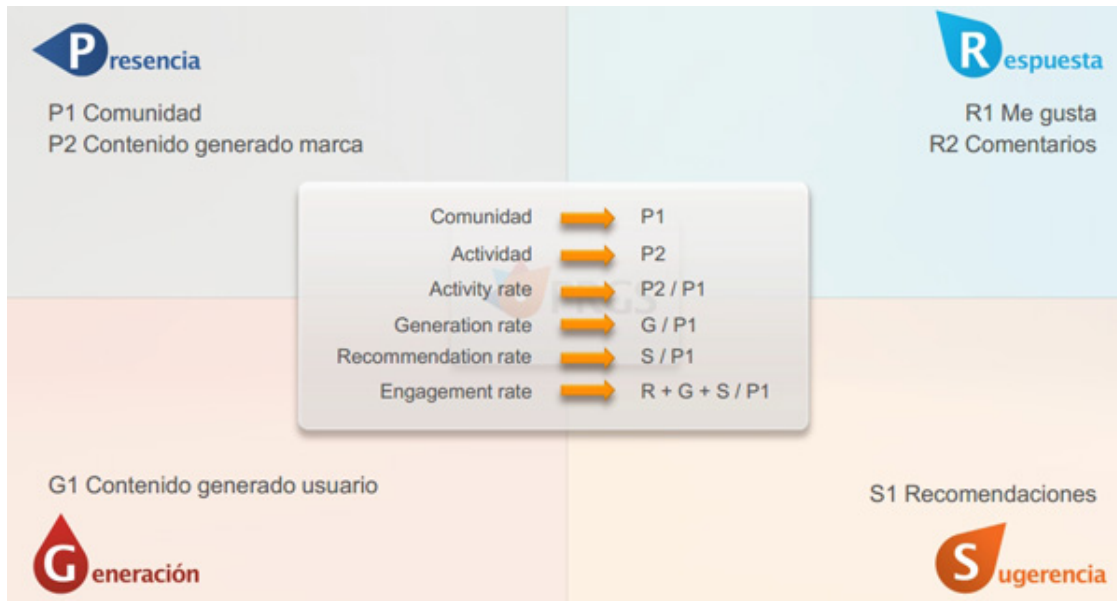 Presencia
P1 Comunidad
P2 Contenido generado marca
Respuesta
R1 Me gusta
R2 Comentarios
Comunidad P1
Actividad P2
Activity rate P2 / P1
Generation rate G / P1
Recommendation rate S / P1
Engagement rate R + G + S / P1
PRGS
G1 Contenido generado usuario
Generación
S1 Recomendaciones
Sugerencia